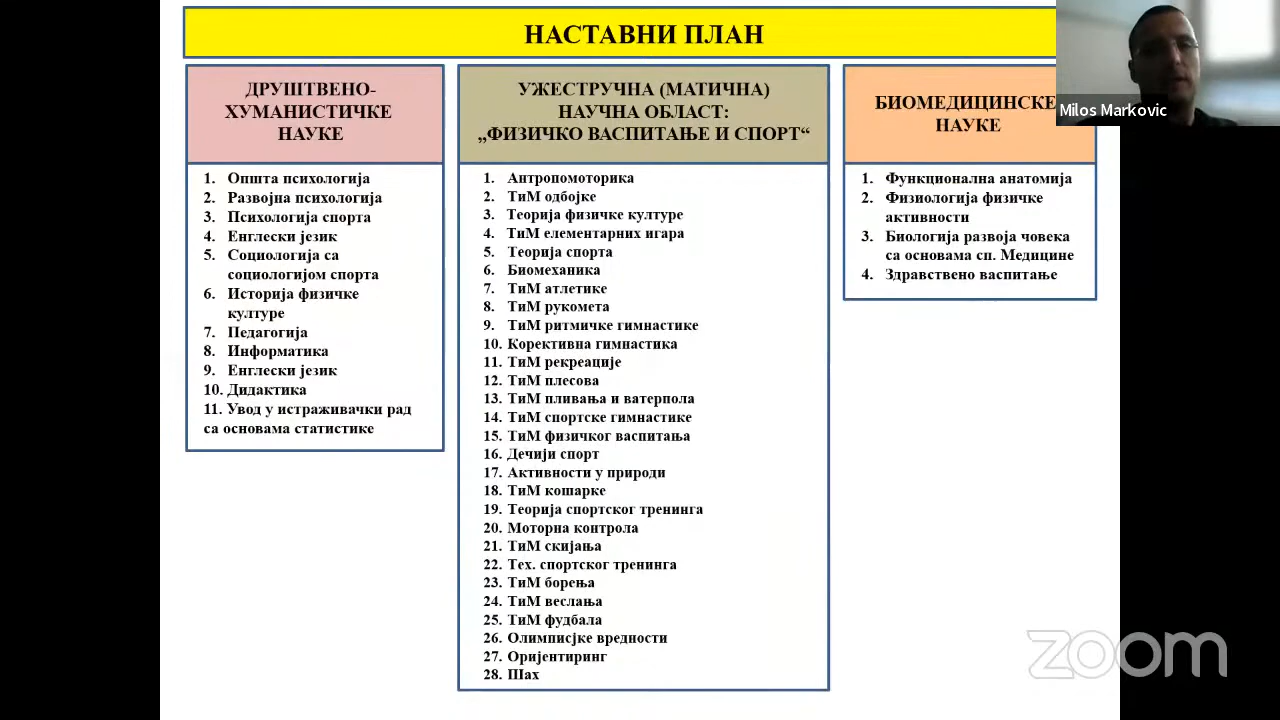 НАСТАВНИ ПЛАН
ДРУШТВЕНО-
ХУМАНИСТИЧКЕ
НАУКЕ
1. Општа психологија
2. Развојна психологија
3. Психологија спорта
4. Енглески језик
5. Социологија са
социологијом спорта
6. Историја физичке
културе
7. Педагогија
8. Информатика
9. Енглески језик
10. Дидактика
11. Увод у истраживачки рад
са основама статистике
УЖЕСТРУЧНА (МАТИЧНА)
НАУЧНА ОБЛАСТ:
„ФИЗИЧКО ВАСПИТАЊЕ И СПОРТ“
1. Антропомоторика
2. ТиМ одбојке
3. Теорија физичке културе
4. ТиМ елементарних игара
5. Теорија спорта
6. Биомеханика
7. ТиМ атлетике
8. ТиМ рукомета
9. ТиМ ритмичке гимнастике
10. Корективна гимнастика
11. ТиМ рекреације
12. ТиМ плесова
13. ТиМ пливања и ватерпола
14. ТиМ спортске гимнастике
15. ТиМ физичког васпитања
16. Дечији спорт
17. Активности у природи
18. ТиМ кошарке
19. Теорија спортског тренинга
20. Моторна контрола
21. ТиМ скијања
22. Тех. спортског тренинга
23. ТиМ борења
24. ТиМ веслања
25. ТиМ фудбала
26. Олимписјке вредности
27. Оријентиринг
28. Шах
БИОМЕДИЦИНСКЕ
НАУКЕ
1. Функционална анатомија
2. Физиологија физичке
активности
3. Биологија развоја човека
са основама сп. Медицине
4. Здравствено васпитање
Milos Markovic
zoom